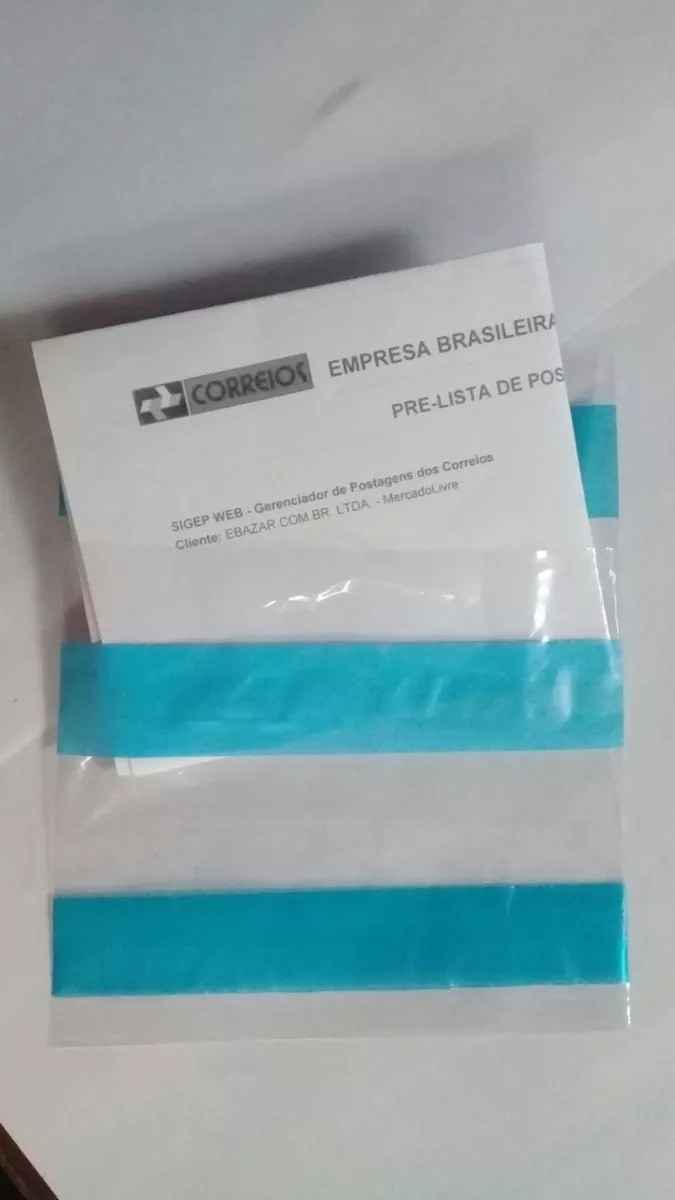 CORREIOS
EMPRESA BRASILEIRA
PRE-LISTA DE POS
SIGEP WEB - Gerenciador de Postagens dos Correios
Cliente: EBAZAR.COM.BR. LTDA. - MercadoLivre